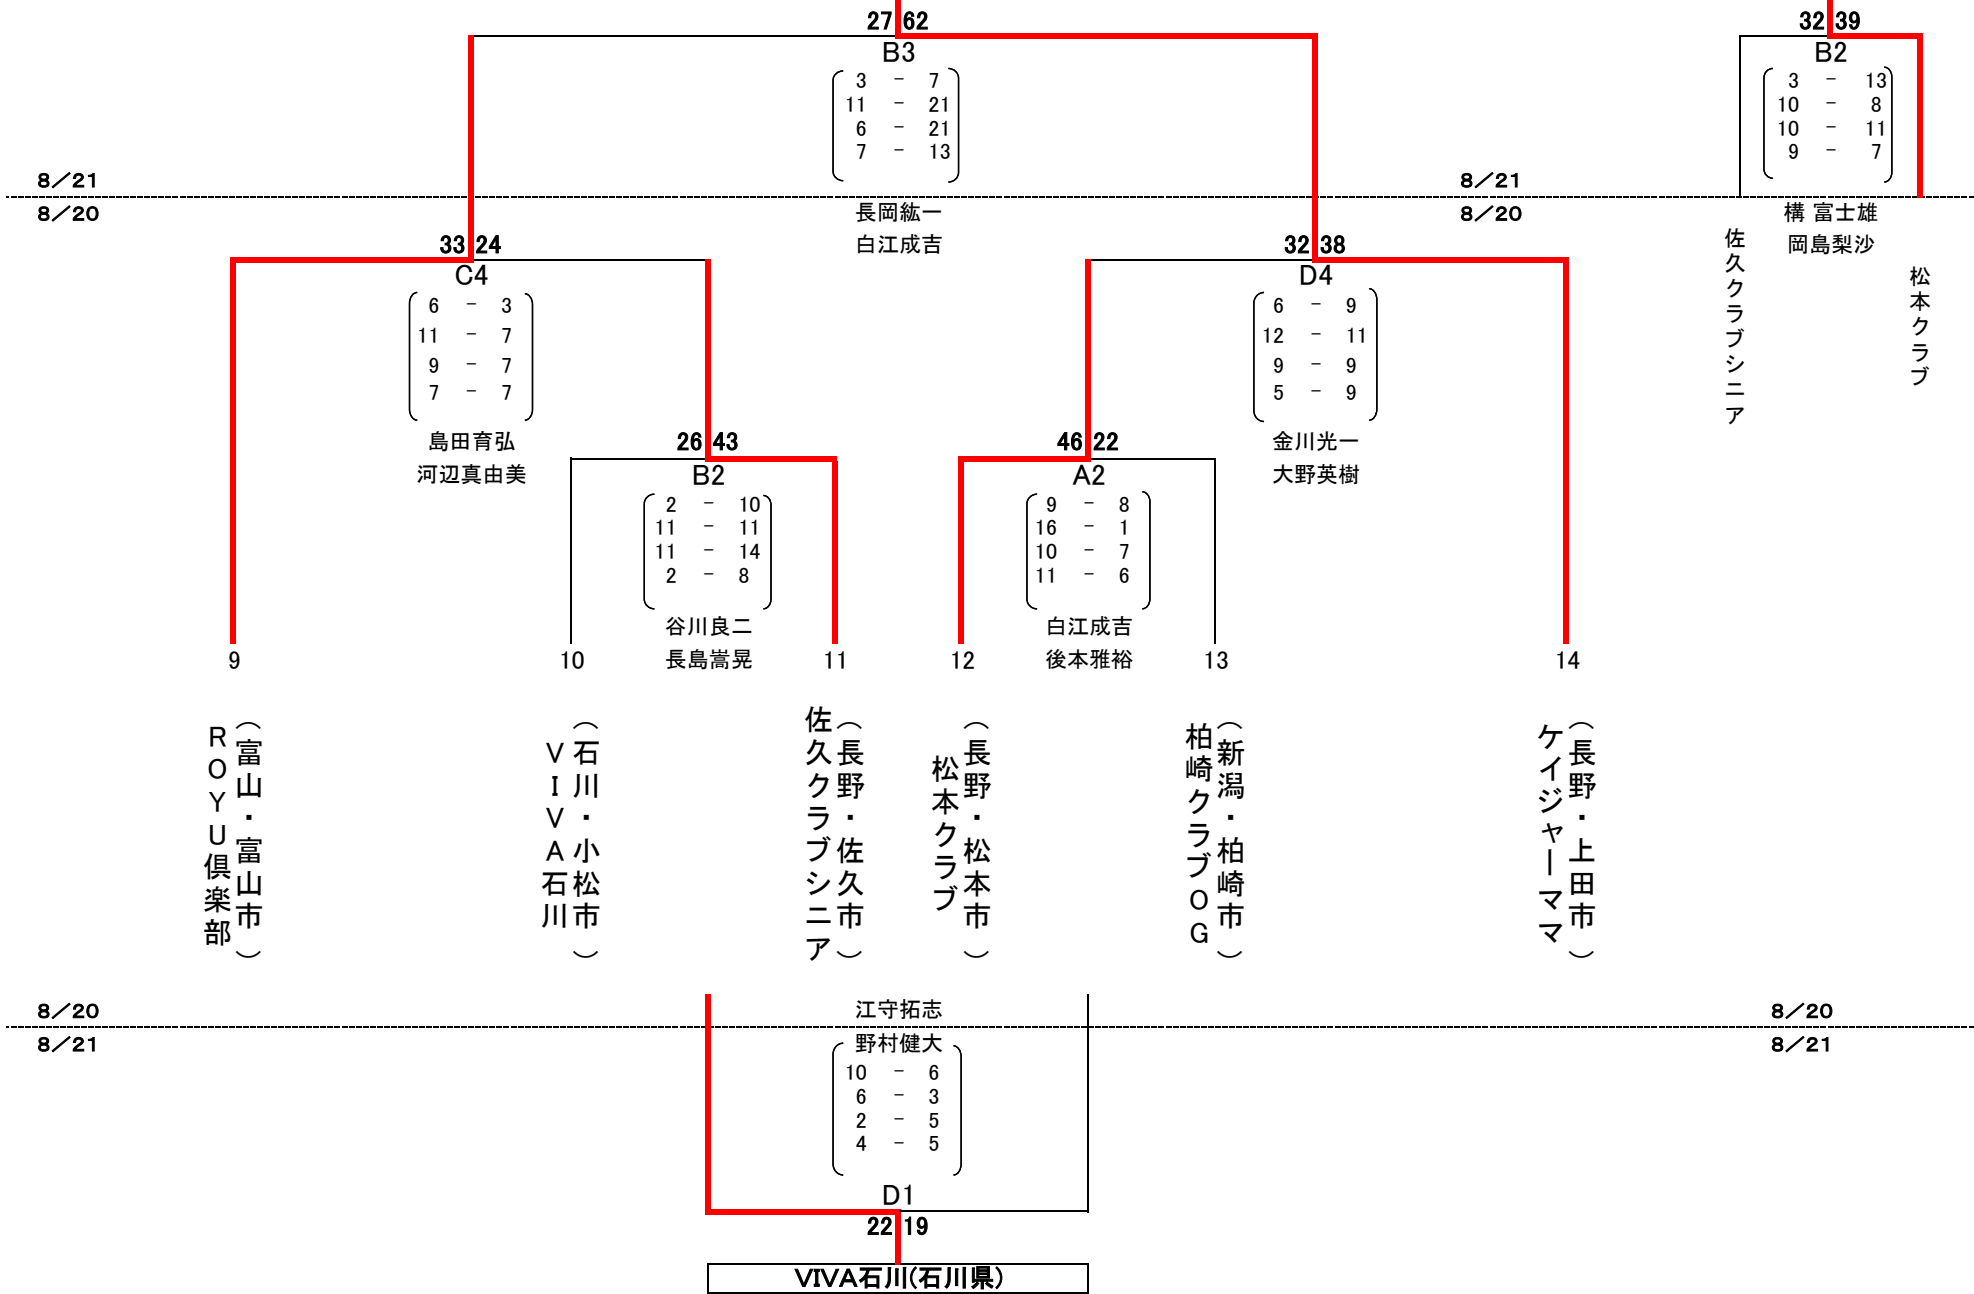 27 62
B3
3 - 7
11 - 21
6 - 21
7 - 13
長岡紘一
白江成吉
32 39
B2
3 - 13
10 - 8
10 - 11
9 - 7
構 富士雄
岡島梨沙
佐久クラブシニア
松本クラブ
8/21
8/20
8/21
8/20
33 24
C4
6 - 3
11 - 7
9 - 7
7 - 7
島田育弘
河辺真由美
32 38
D4
6 - 9
12 - 11
9 - 9
5 - 9
金川光一
大野英樹
26 43
B2
2 - 10
11 - 11
11 - 14
2 - 8
谷川良二
長島嵩晃
46 22
A2
9 - 8
16 - 1
10 - 7
11 - 6
白江成吉
後本雅裕
9
10
11
12
13
14
ROYU倶楽部
(富山・富山市)
VIVA石川
(石川・小松市)
佐久クラブシニア
(長野・佐久市)
松本クラブ
(長野・松本市)
柏崎クラブOG
(新潟・柏崎市)
ケイジャーママ
(長野・上田市)
8/20
8/21
8/20
8/21
江守拓志
野村健大
10 - 6
6 - 3
2 - 5
4 - 5
D1
22 19
VIVA石川(石川県)